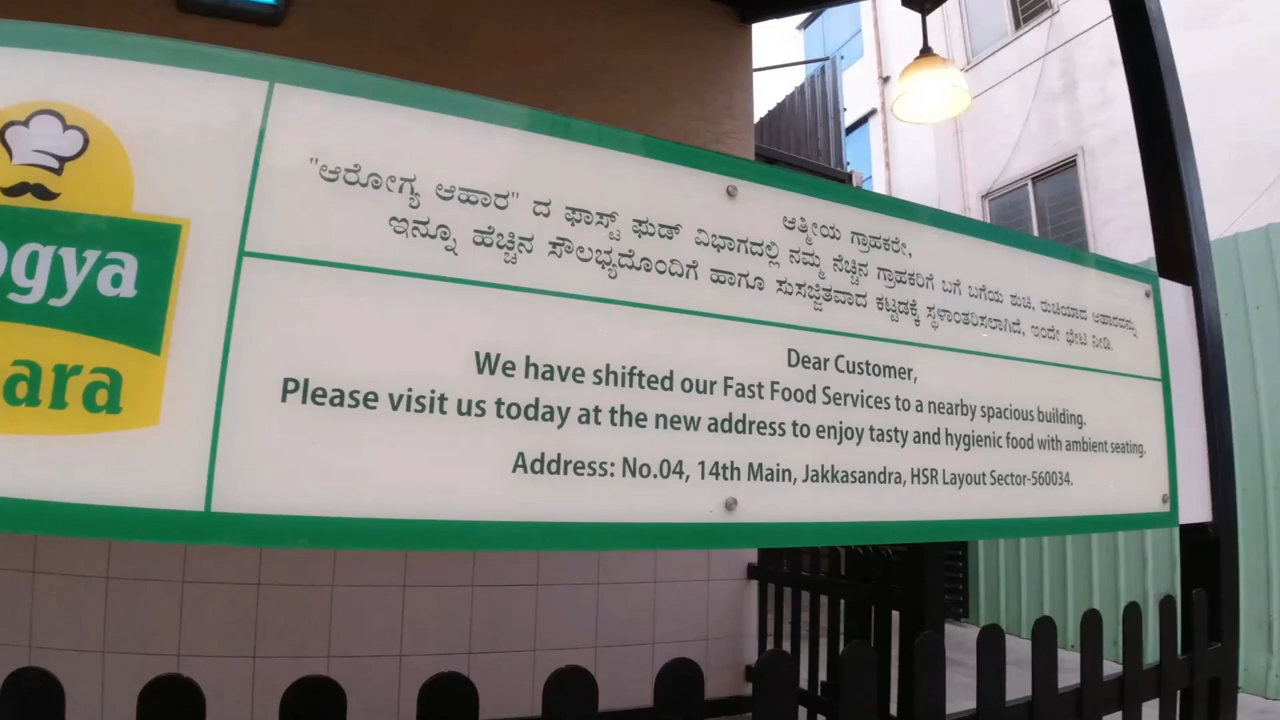 ogya
ara
ಆತ್ಮೀಯ ಗ್ರಾಹಕರೇ,
"ಆರೋಗ್ಯ ಆಹಾರ" ದ ಫಾಸ್ಟ್ ಫುಡ್ ವಿಭಾಗದಲ್ಲಿ ನಮ್ಮ ನೆಚ್ಚಿನ ಗ್ರಾಹಕರಿಗೆ ಬಗೆ ಬಗೆಯ ಶುಚಿ, ರುಚಿಯಾದ ಆಹಾರವನ್ನು
ಇನ್ನೂ ಹೆಚ್ಚಿನ ಸೌಲಭ್ಯದೊಂದಿಗೆ ಹಾಗೂ ಸುಸಜ್ಜಿತವಾದ ಕಟ್ಟಡಕ್ಕೆ ಸ್ಥಳಾಂತರಿಸಲಾಗಿದೆ, ಇಂದೇ ಭೇಟಿ ನೀಡಿ.
Dear Customer,
We have shifted our Fast Food Services to a nearby spacious building.
Please visit us today at the new address to enjoy tasty and hygienic food with ambient seating.
Address: No.04, 14th Main, Jakkasandra, HSR Layout Sector-560034.